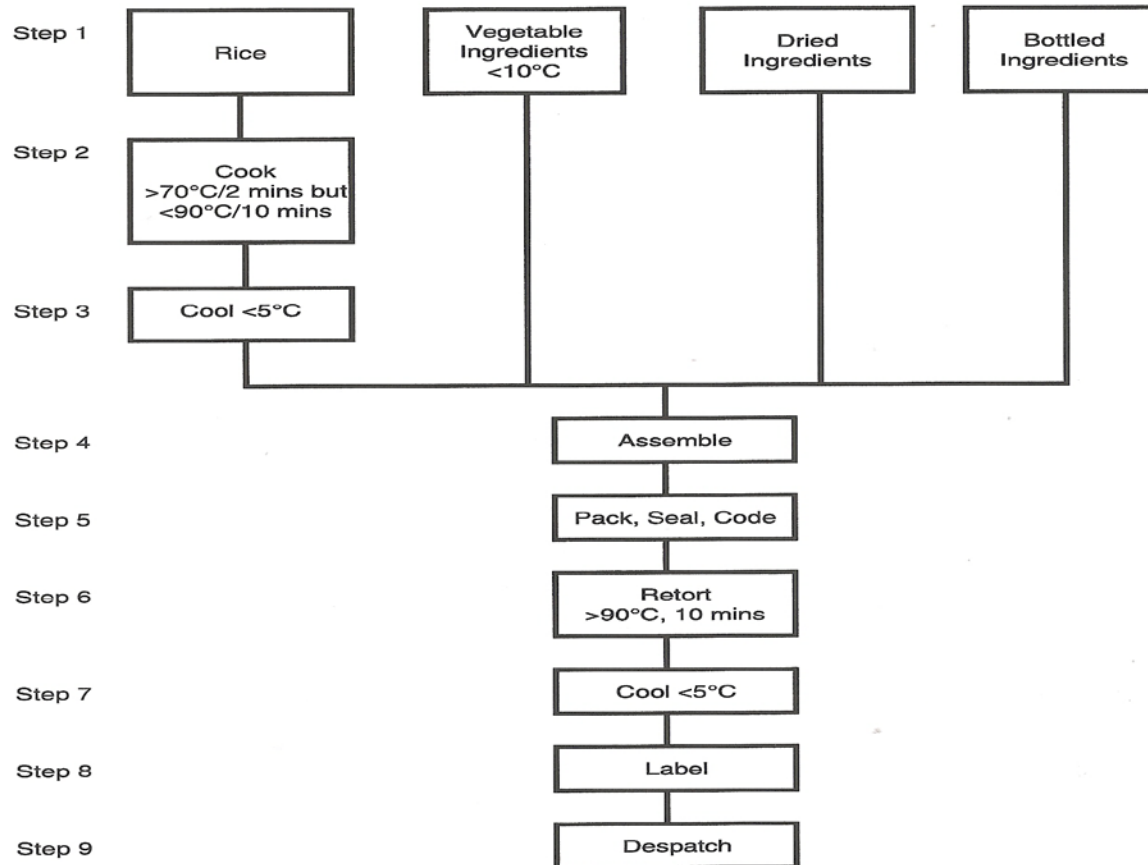 Step 1
Rice
Vegetable
Ingredients
<10°C
Dried
Ingredients
Bottled
Ingredients
Step 2
Cook
>70°C/2 mins but
<90°C/10 mins
Step 3
Cool <5°C
Step 4
Assemble
Step 5
Pack, Seal, Code
Step 6
Retort
>90°C, 10 mins
Step 7
Cool <5°C
Step 8
Label
Step 9
Despatch